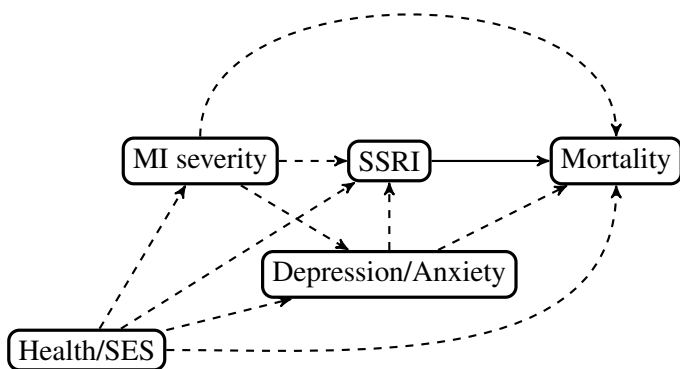 MI severity
SSRI
Mortality
Depression/Anxiety
Health/SES